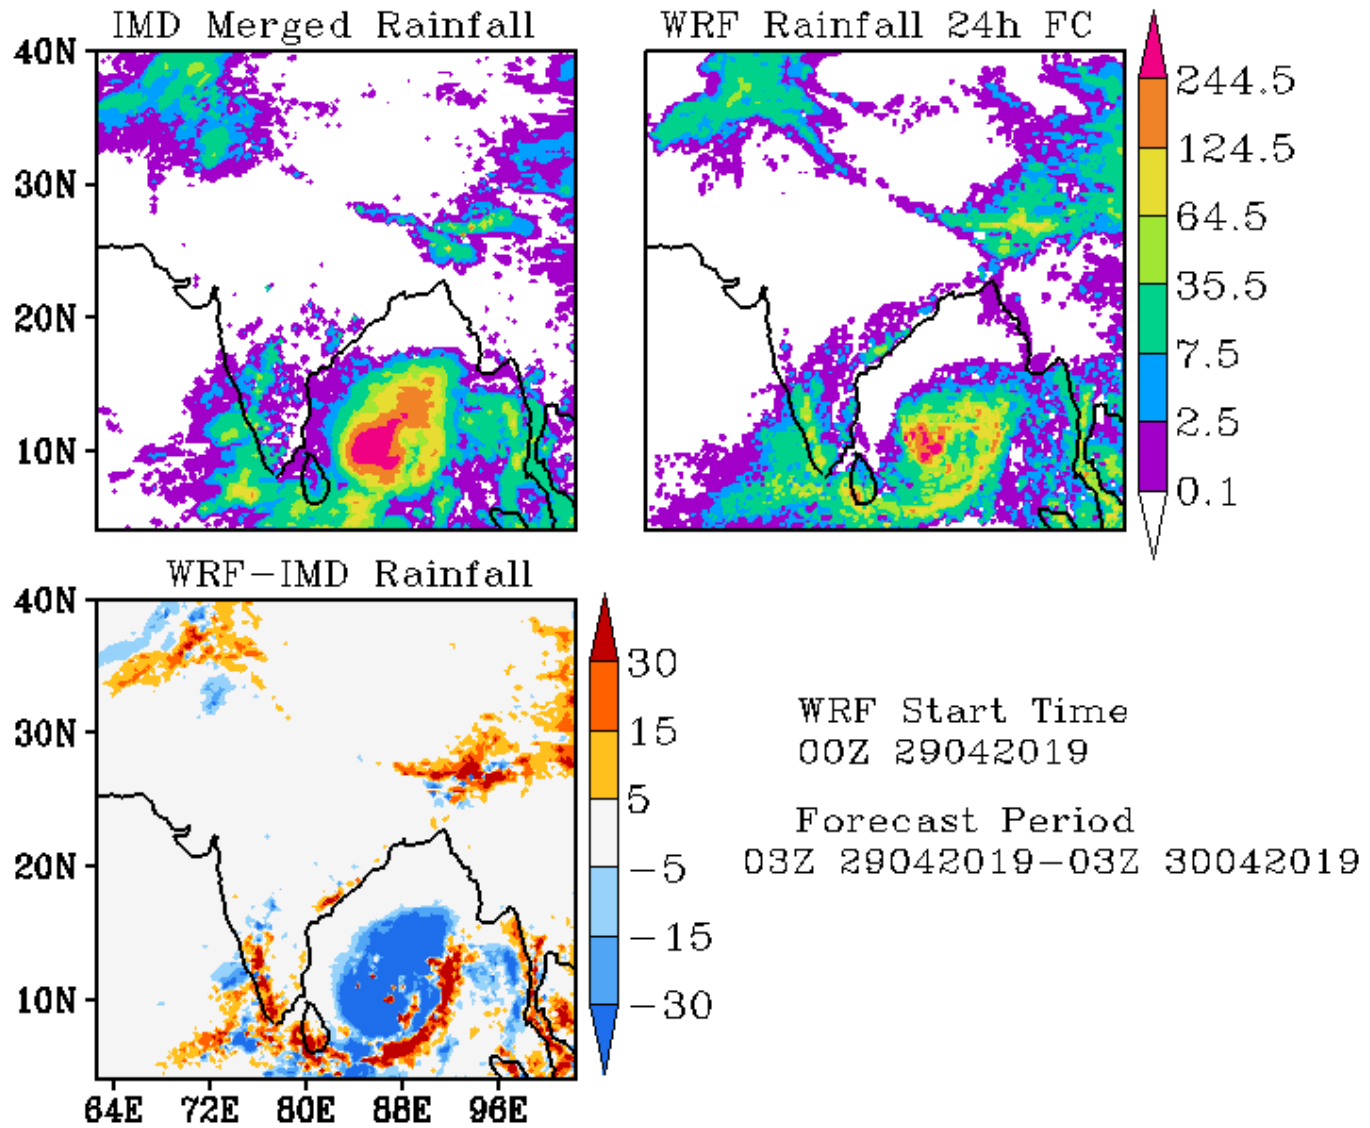 IMD Merged Rainfall
WRF Rainfall 24h FC
40N
30N
20N
10N
244.5
124.5
64.5
35.5
7.5
2.5
0.1
WRF-IMD Rainfall
40N
30N
20N
10N
64E 72E 80E 88E 96E
30
15
5
-5
-15
-30
WRF Start Time
00Z 29042019
Forecast Period
03Z 29042019-03Z 30042019